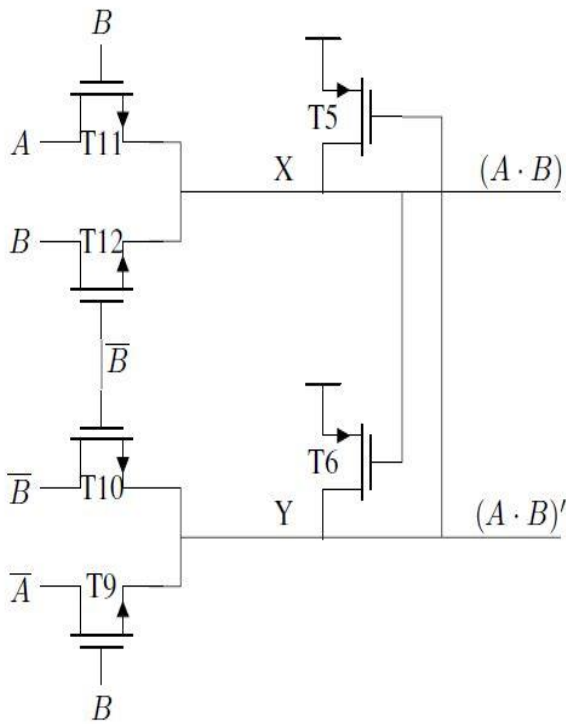 B
A T11 T5
X (A · B)
B T12
B̅
T6
B̅ T10
Y (A · B)′
A̅ T9
B